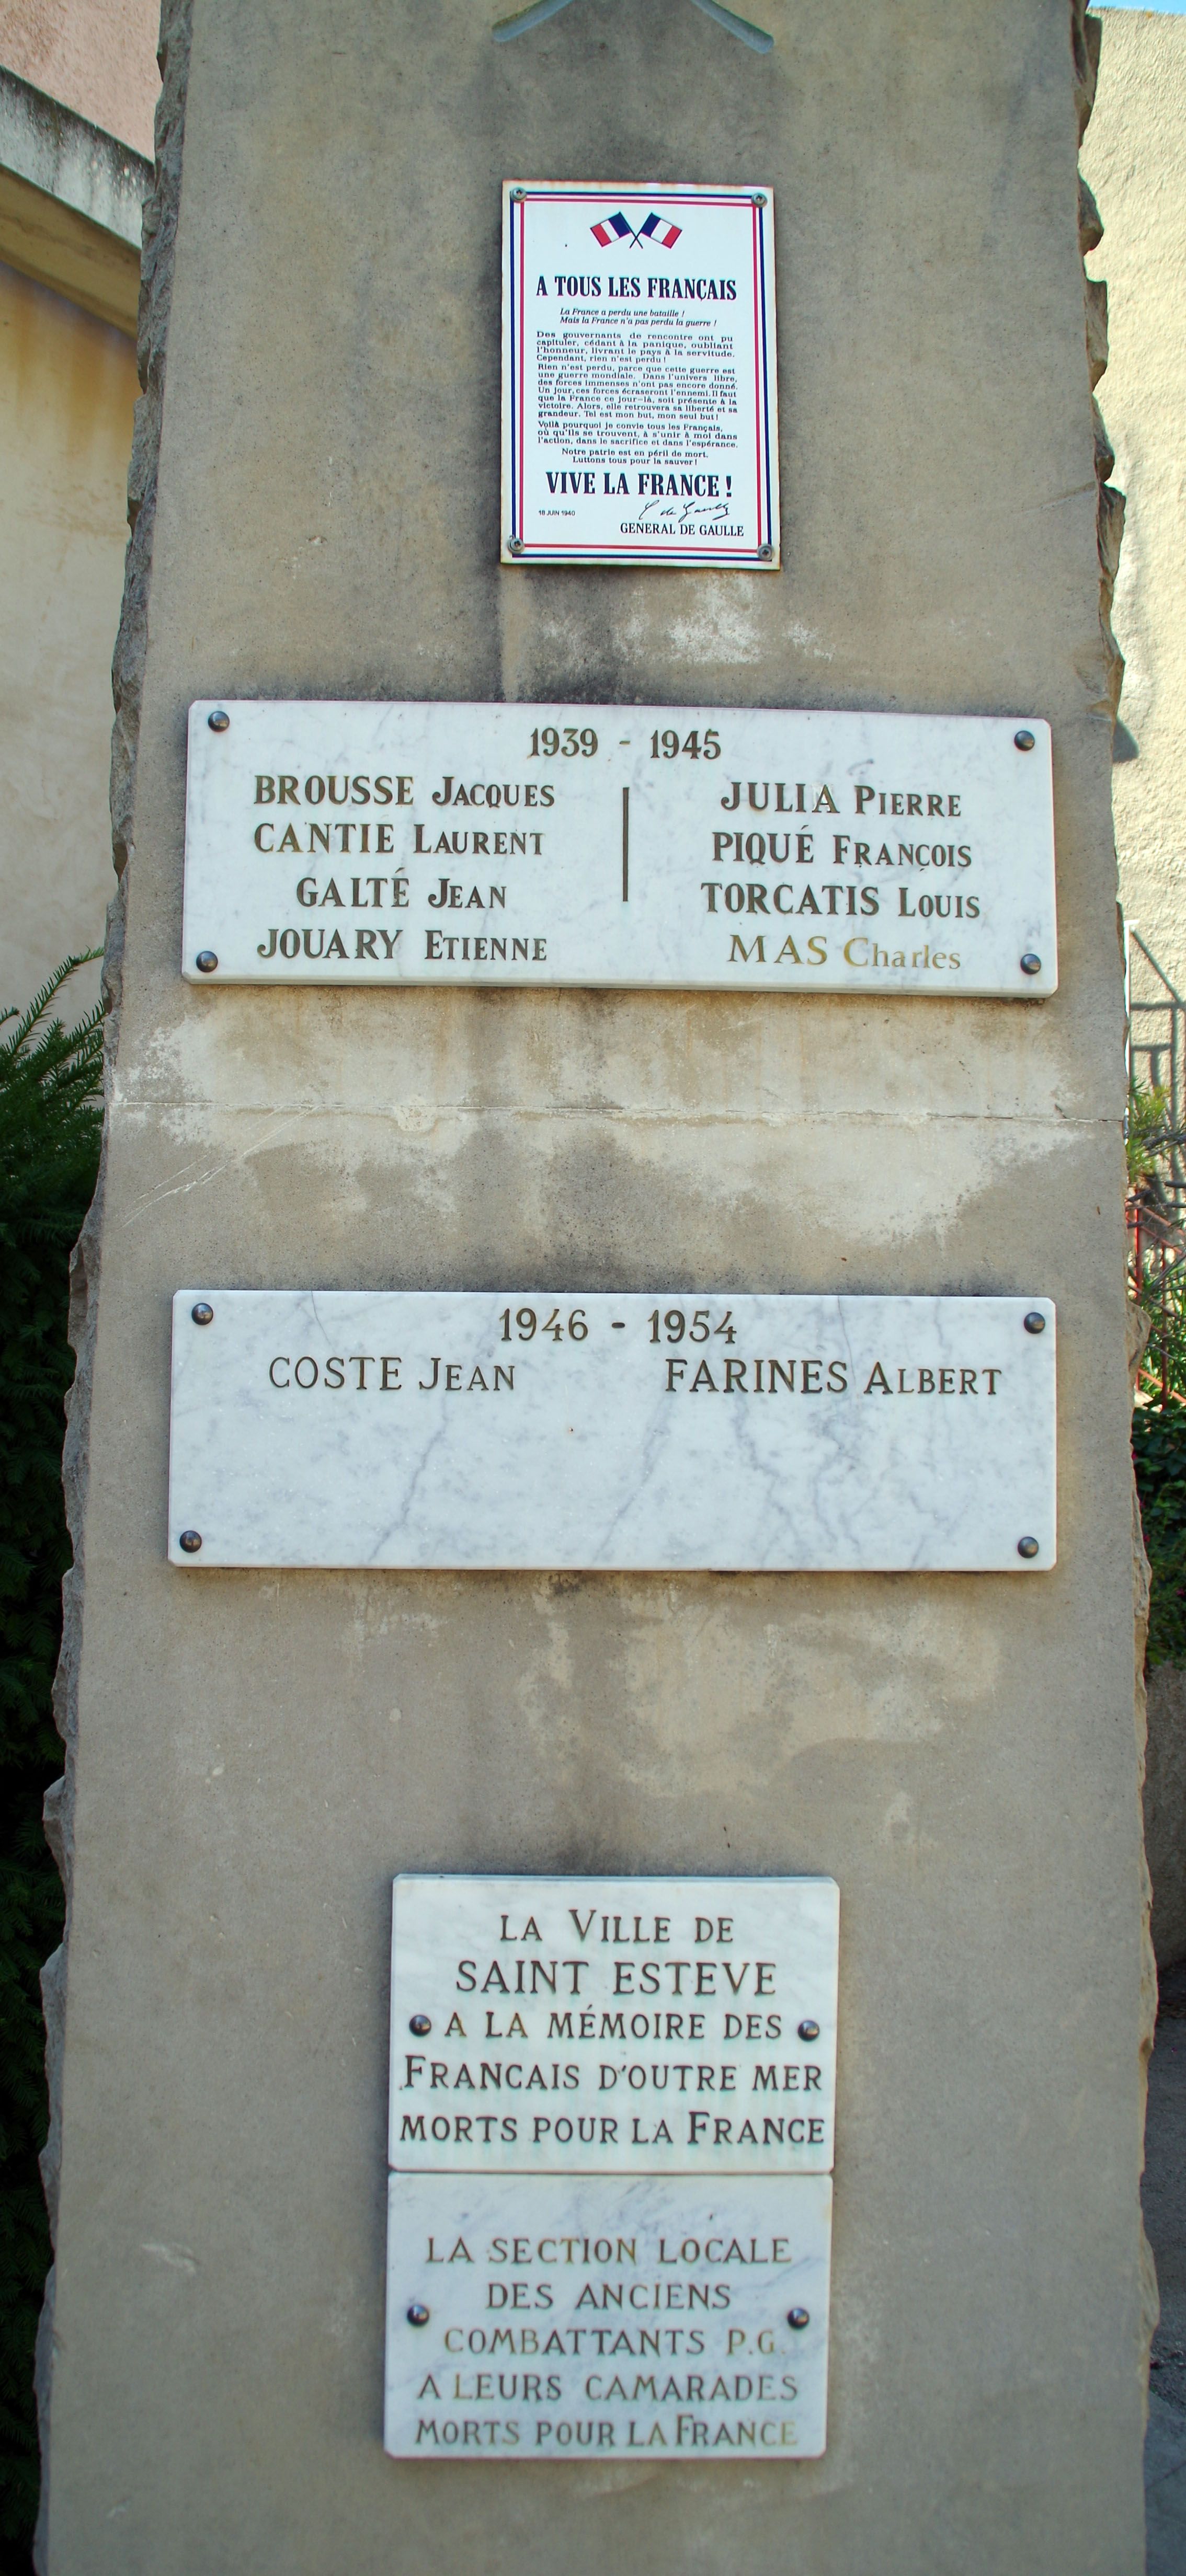 A TOUS LES FRANÇAIS
La France a perdu une bataille !
Mais la France n'a pas perdu la guerre !
Des gouvernants de rencontre ont pu
capituler, cédant à la panique, oubliant
l'honneur, livrant le pays à la servitude.
Cependant, rien n'est perdu !
Rien n'est perdu, parce que cette guerre est
une guerre mondiale. Dans l'univers libre,
des forces immenses n'ont pas encore donné.
Un jour, ces forces écraseront l'ennemi. Il faut
que la France ce jour-là, soit présente à la
victoire. Alors, elle retrouvera sa liberté et sa
grandeur. Tel est mon but, mon seul but !
Voilà pourquoi je convie tous les Français,
où qu'ils se trouvent, à s'unir à moi dans
l'action, dans le sacrifice et dans l'espérance.
Notre patrie est en péril de mort.
Luttons tous pour la sauver !
VIVE LA FRANCE !
18 JUIN 1940
C de Gaulle
GENERAL DE GAULLE
1939 - 1945
BROUSSE JACQUES
CANTIE LAURENT
GALTÉ JEAN
JOUARY ETIENNE
JULIA PIERRE
PIQUÉ FRANÇOIS
TORCATIS LOUIS
MAS Charles
1946 - 1954
COSTE JEAN FARINES ALBERT
LA VILLE DE
SAINT ESTEVE
A LA MÉMOIRE DES
FRANCAIS D'OUTRE MER
MORTS POUR LA FRANCE
LA SECTION LOCALE
DES ANCIENS
COMBATTANTS P.G.
A LEURS CAMARADES
MORTS POUR LA FRANCE